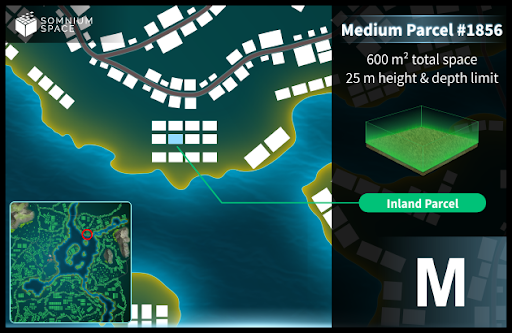 SOMNIUM
SPACE
Medium Parcel #1856
600 m² total space
25 m height & depth limit
Inland Parcel
M